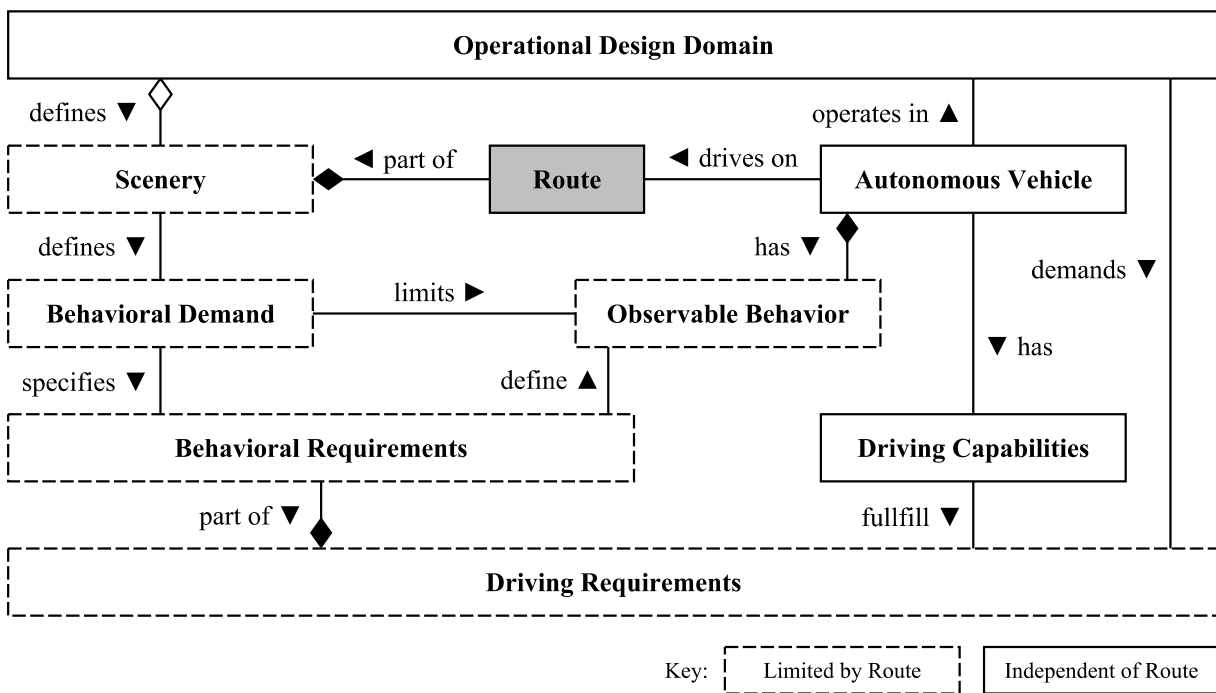 Operational Design Domain
defines ▼
operates in ▲
Scenery
◄ part of
Route
◄ drives on
Autonomous Vehicle
defines ▼
has ▼
demands ▼
Behavioral Demand
limits ►
Observable Behavior
▼ has
specifies ▼
define ▲
Behavioral Requirements
Driving Capabilities
part of ▼
fullfill ▼
Driving Requirements
Key:
Limited by Route
Independent of Route